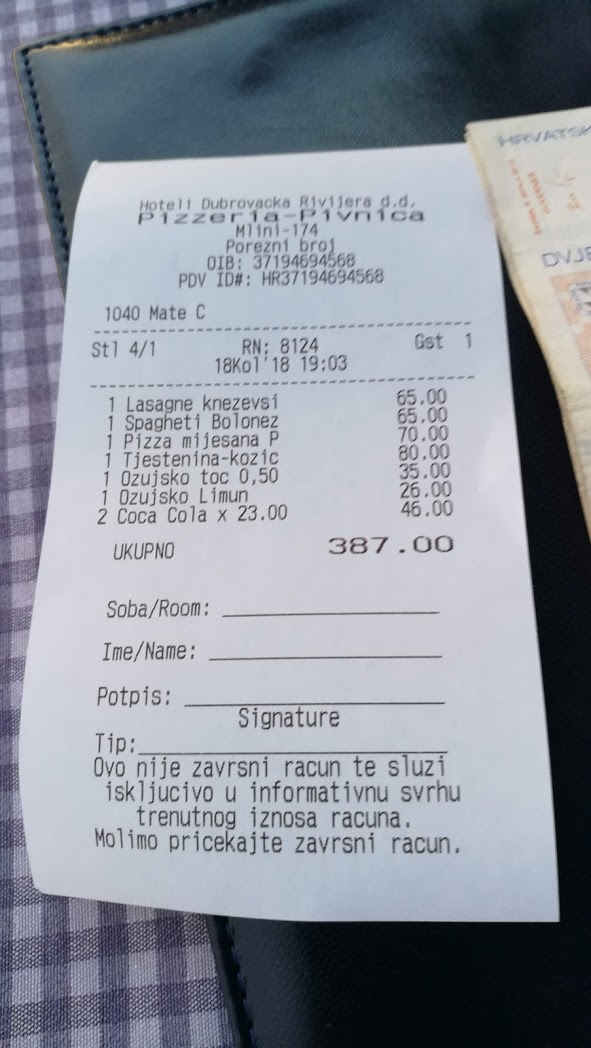 Hoteli Dubrovacka Rivijera d.d.
Pizzeria-Pivnica
Mlini-174
Porezni broj
OIB: 37194694568
PDV ID#: HR37194694568
1040 Mate C
Stl 4/1 RN: 8124 Gst 1
18Kol'18 19:03
1 Lasagne knezevsi 65.00
1 Spagheti Bolonez 65.00
1 Pizza mijesana P 70.00
1 Tjestenina-kozic 80.00
1 Ozujsko toc 0,50 35.00
1 Ozujsko Limun 26.00
2 Coca Cola x 23.00 46.00
UKUPNO 387.00
Soba/Room:
Ime/Name:
Potpis:
Signature
Tip:
Ovo nije zavrsni racun te sluzi
iskljucivo u informativnu svrhu
trenutnog iznosa racuna.
Molimo pricekajte zavrsni racun.
HRVATSK
DVJE